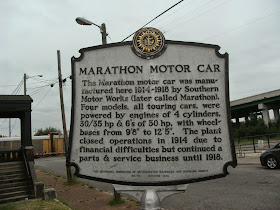 MARATHON MOTOR CAR
The Marathon motor car was manu-
factured here 1914-1918 by Southern
Motor Works (later called Marathon).
Four models, all touring cars, were
powered by engines of 4 cylinders,
30/35 hp & 6's of 50 hp, with wheel-
bases from 9'8" to 12'5". The plant
closed operations in 1914 due to
financial difficulties but continued a
parts & service business until 1918.